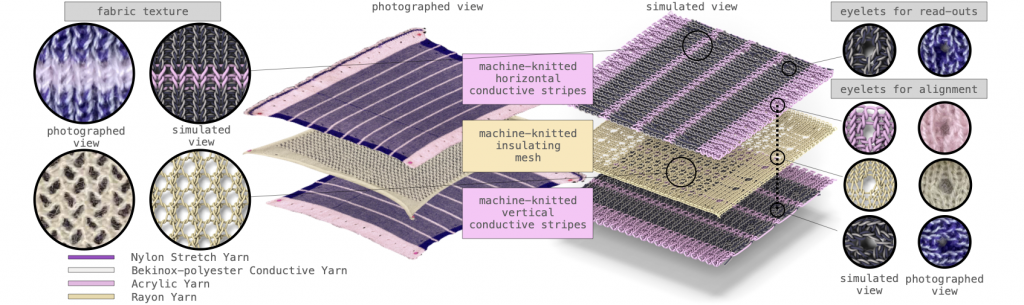 fabric texture
photographed view
simulated view
eyelets for read-outs
machine-knitted
horizontal
conductive stripes
eyelets for alignment
photographed
view
simulated
view
machine-knitted
insulating
mesh
machine-knitted
vertical
conductive stripes
Nylon Stretch Yarn
Bekinox-polyester Conductive Yarn
Acrylic Yarn
Rayon Yarn
simulated
view
photographed
view